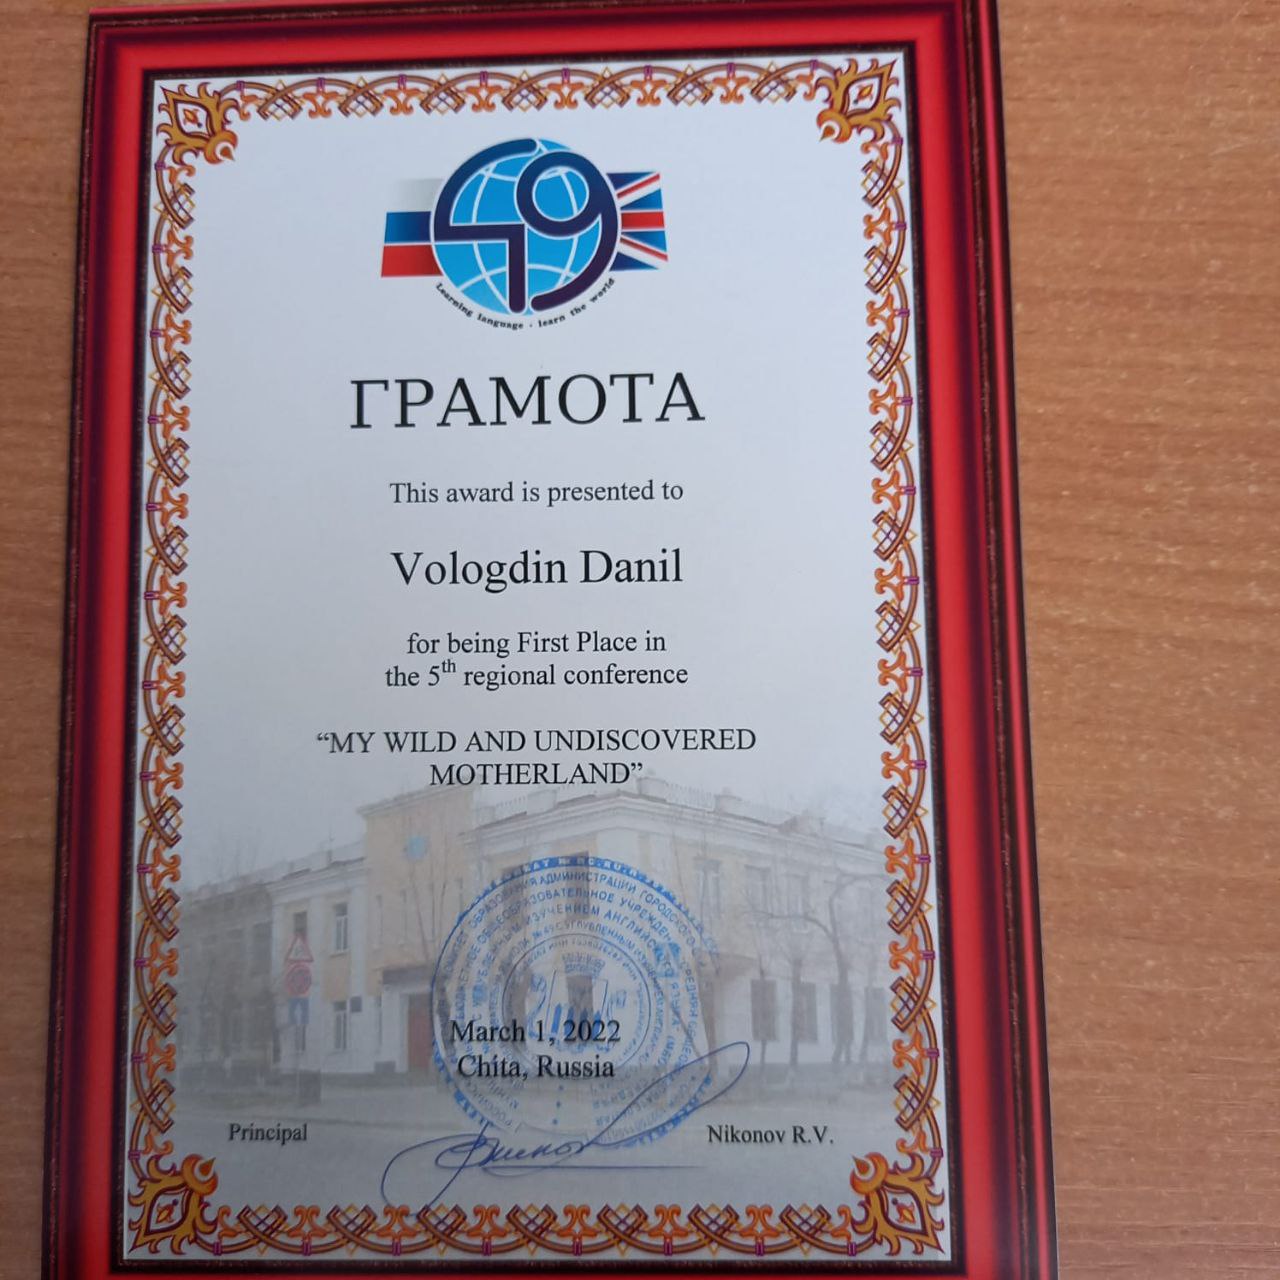 49
Learning language · learn the world
ГРАМОТА
This award is presented to
Vologdin Danil
for being First Place in
the 5th regional conference
“MY WILD AND UNDISCOVERED
MOTHERLAND”
March 1, 2022
Chita, Russia
Principal
Nikonov R.V.